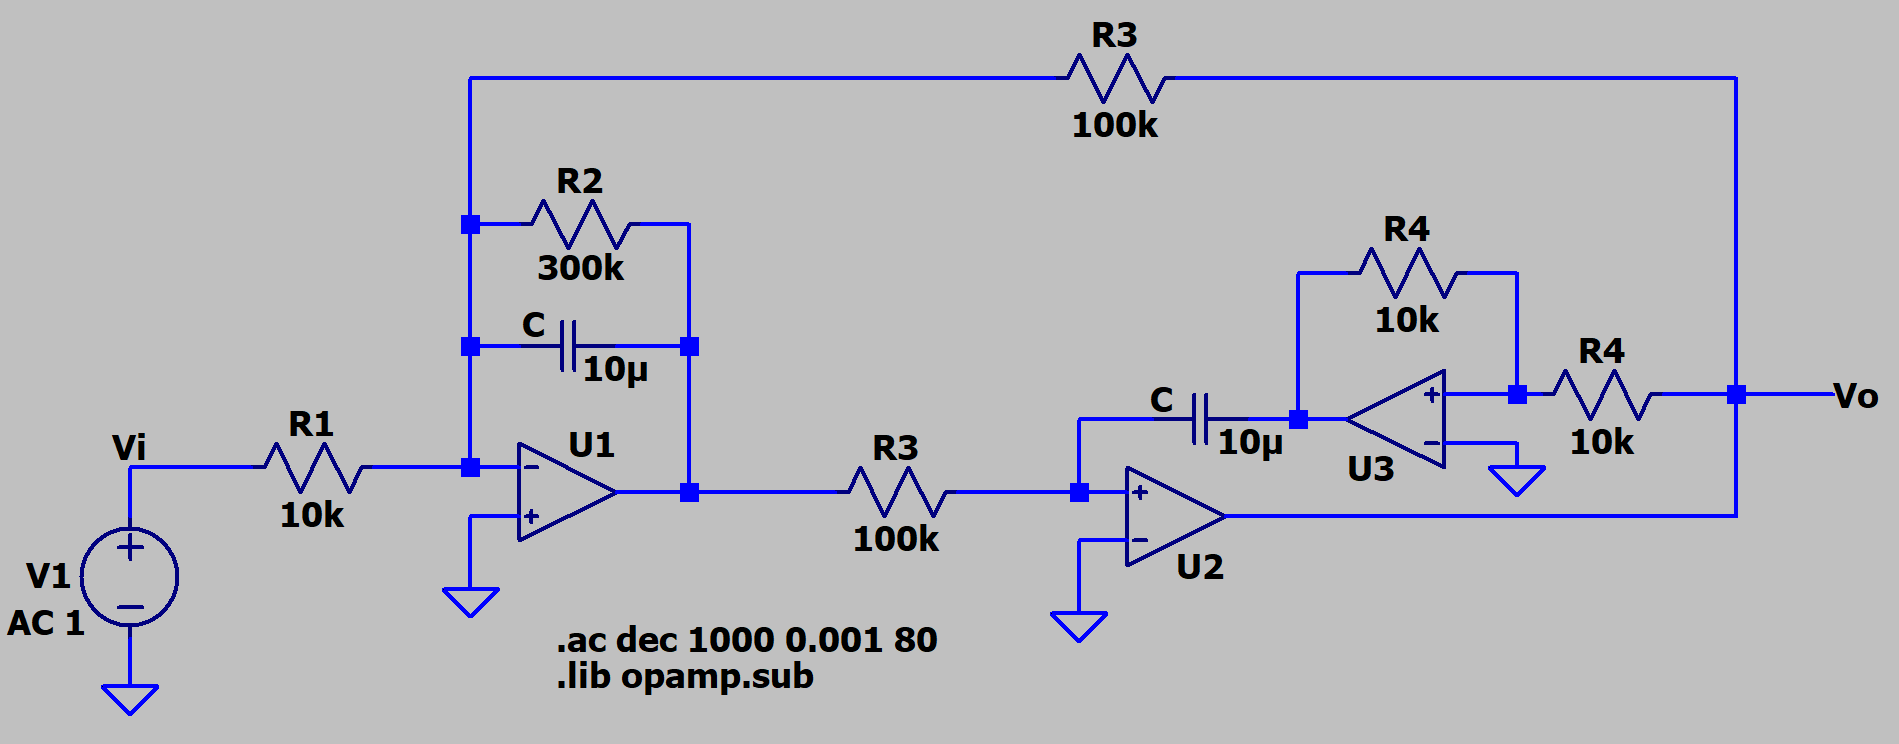 R3
100k
R2
300k
R4
10k
C
10µ
R4
10k
Vo
C
10µ
U3
Vi
R1
10k
U1
R3
100k
U2
V1
AC 1
.ac dec 1000 0.001 80
.lib opamp.sub